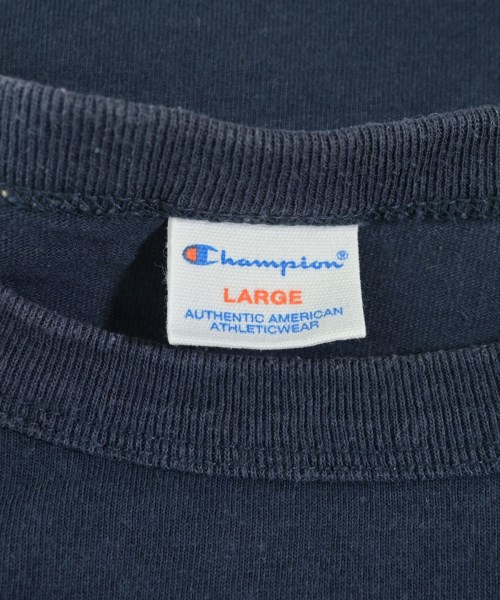 Champion®
LARGE
AUTHENTIC AMERICAN
ATHLETICWEAR